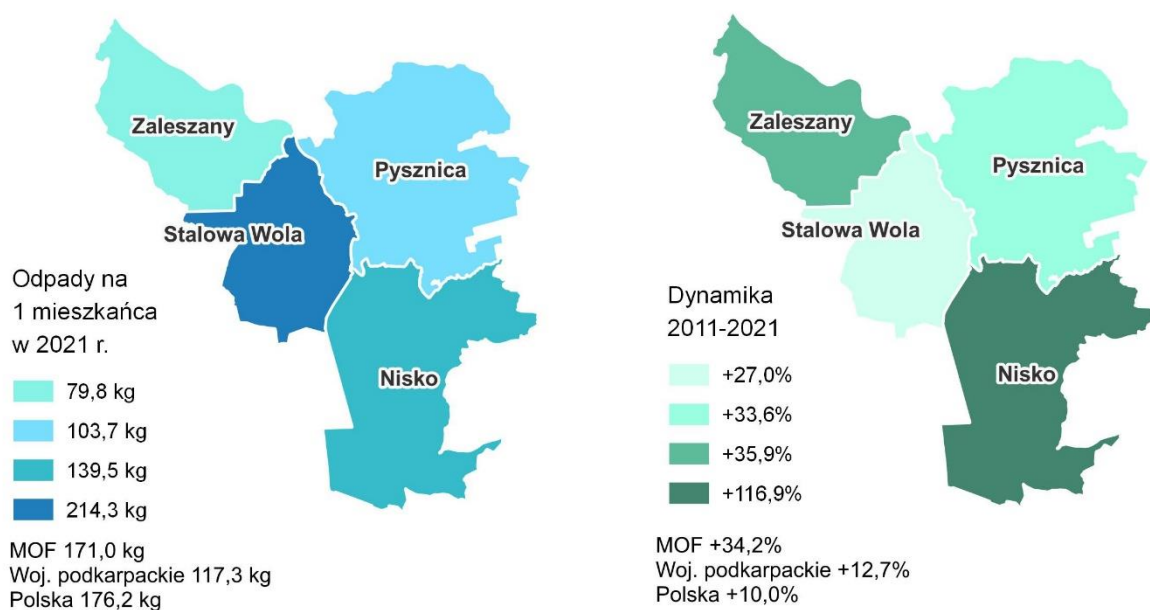 Zaleszany
Pysznica
Stalowa Wola
Nisko
Odpady na
1 mieszkańca
w 2021 r.
79,8 kg
103,7 kg
139,5 kg
214,3 kg
MOF 171,0 kg
Woj. podkarpackie 117,3 kg
Polska 176,2 kg
Zaleszany
Pysznica
Stalowa Wola
Nisko
Dynamika
2011-2021
+27,0%
+33,6%
+35,9%
+116,9%
MOF +34,2%
Woj. podkarpackie +12,7%
Polska +10,0%